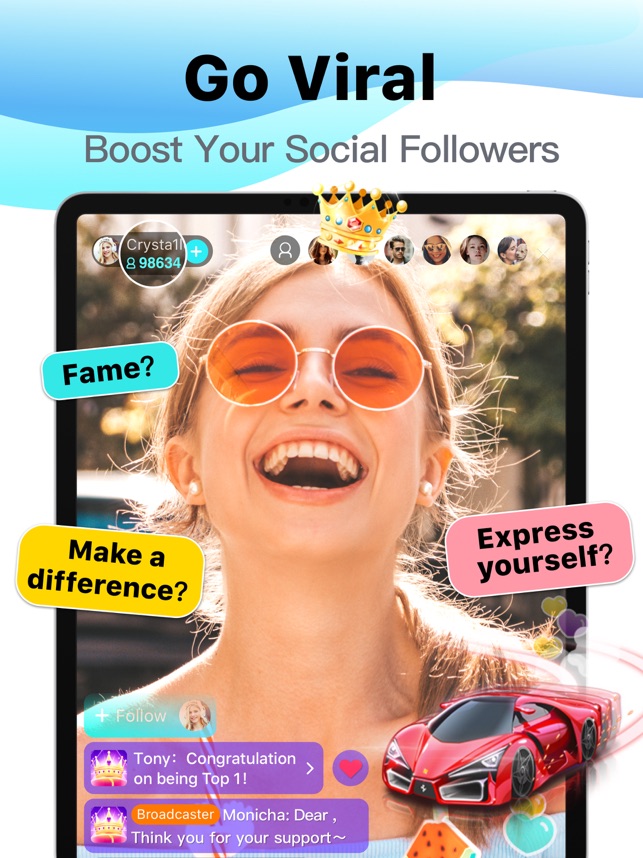 Go Viral
Boost Your Social Followers
Crysta1l
98634
Fame?
Express
yourself?
Make a
difference?
+ Follow
Tony: Congratulation
on being Top 1!
Broadcaster Monicha: Dear ,
Think you for your support～